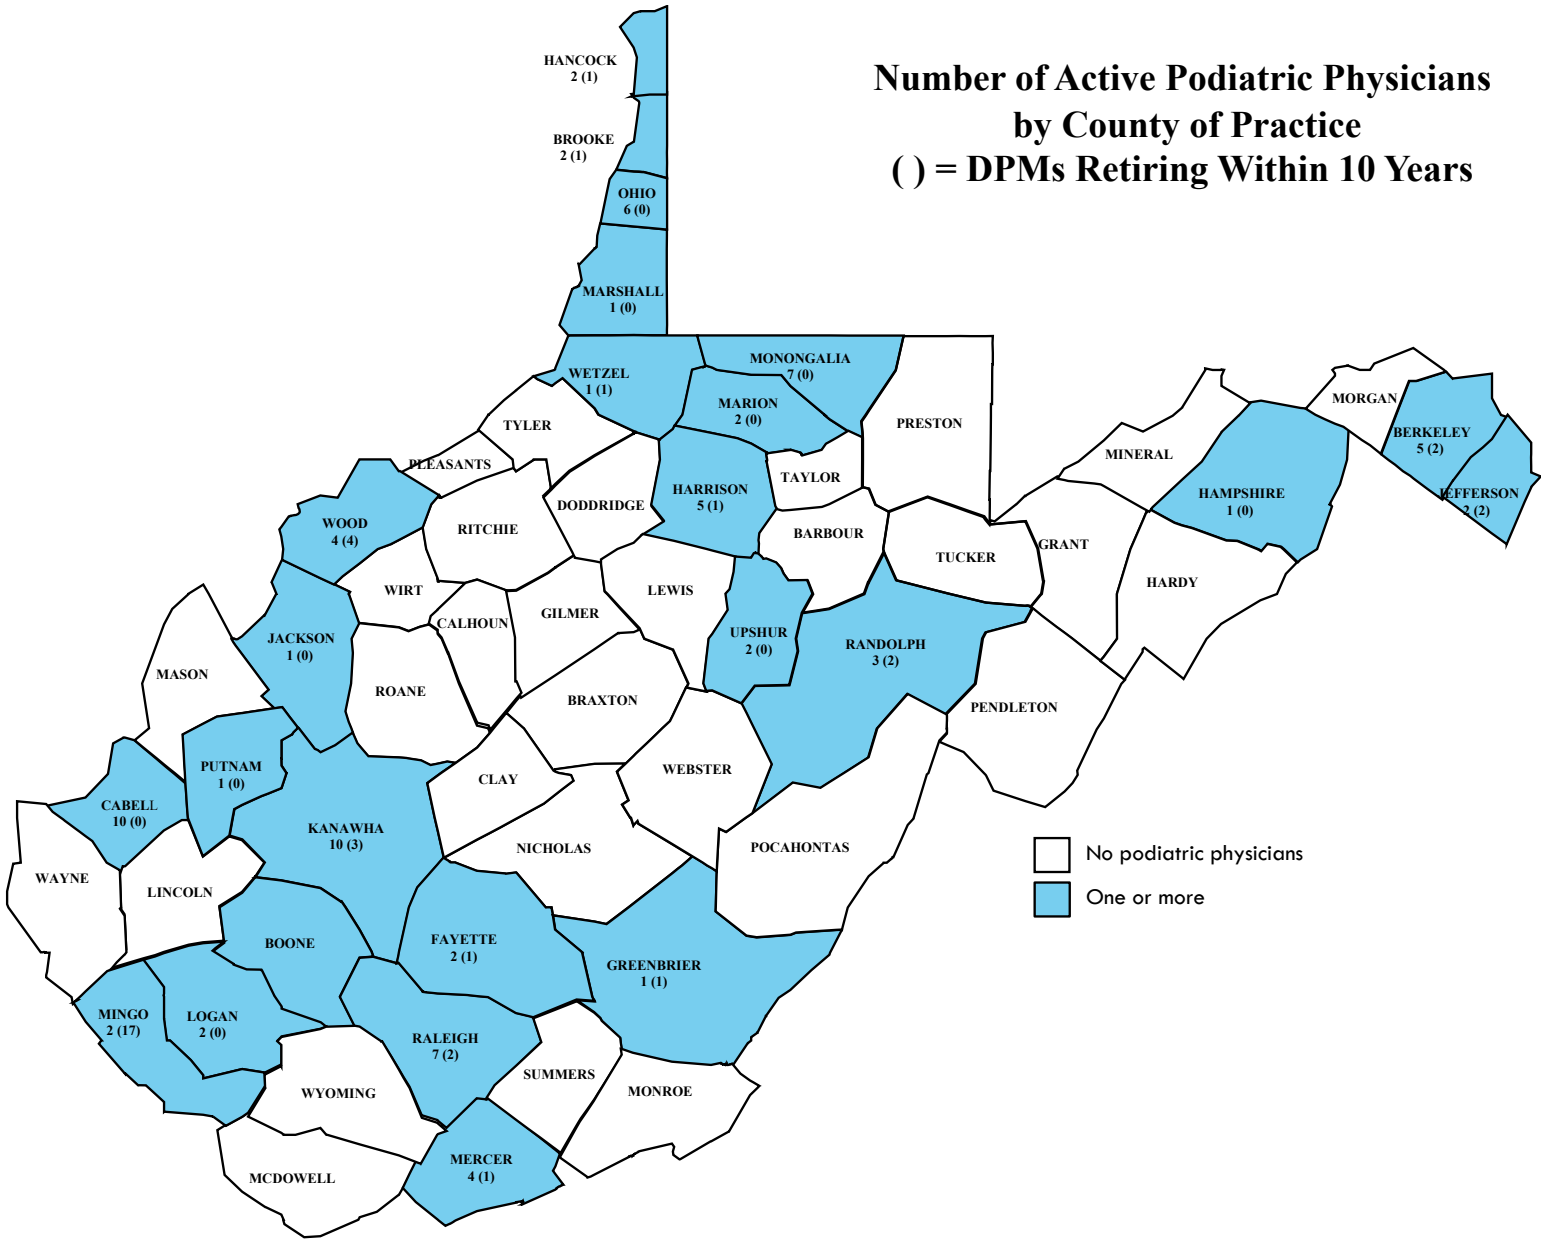 Number of Active Podiatric Physicians
by County of Practice
( ) = DPMs Retiring Within 10 Years
HANCOCK
2 (1)
BROOKE
2 (1)
OHIO
6 (0)
MARSHALL
1 (0)
WETZEL
1 (1)
MONONGALIA
7 (0)
MARION
2 (0)
PRESTON
TYLER
PLEASANTS
MORGAN
BERKELEY
5 (2)
JEFFERSON
2 (2)
MINERAL
HAMPSHIRE
1 (0)
WOOD
4 (4)
RITCHIE
DODDRIDGE
HARRISON
5 (1)
TAYLOR
BARBOUR
TUCKER
GRANT
HARDY
WIRT
CALHOUN
GILMER
LEWIS
UPSHUR
2 (0)
RANDOLPH
3 (2)
JACKSON
1 (0)
MASON
ROANE
BRAXTON
PENDLETON
PUTNAM
1 (0)
CLAY
WEBSTER
CABELL
10 (0)
KANAWHA
10 (3)
NICHOLAS
POCAHONTAS
No podiatric physicians
One or more
WAYNE
LINCOLN
BOONE
FAYETTE
2 (1)
GREENBRIER
1 (1)
MINGO
2 (17)
LOGAN
2 (0)
RALEIGH
7 (2)
SUMMERS
MONROE
WYOMING
MERCER
4 (1)
MCDOWELL